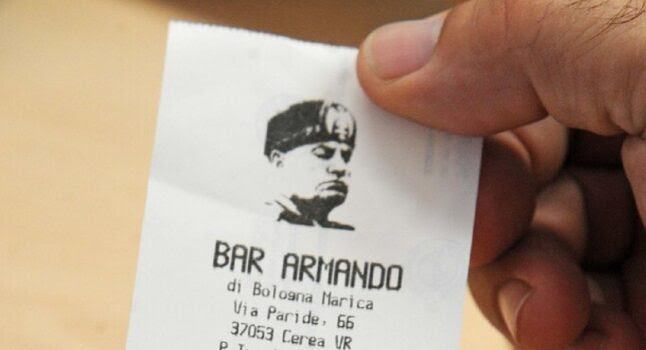 BAR ARMANDO
di Bologna Marica
Via Paride, 66
37053 Cerea VR